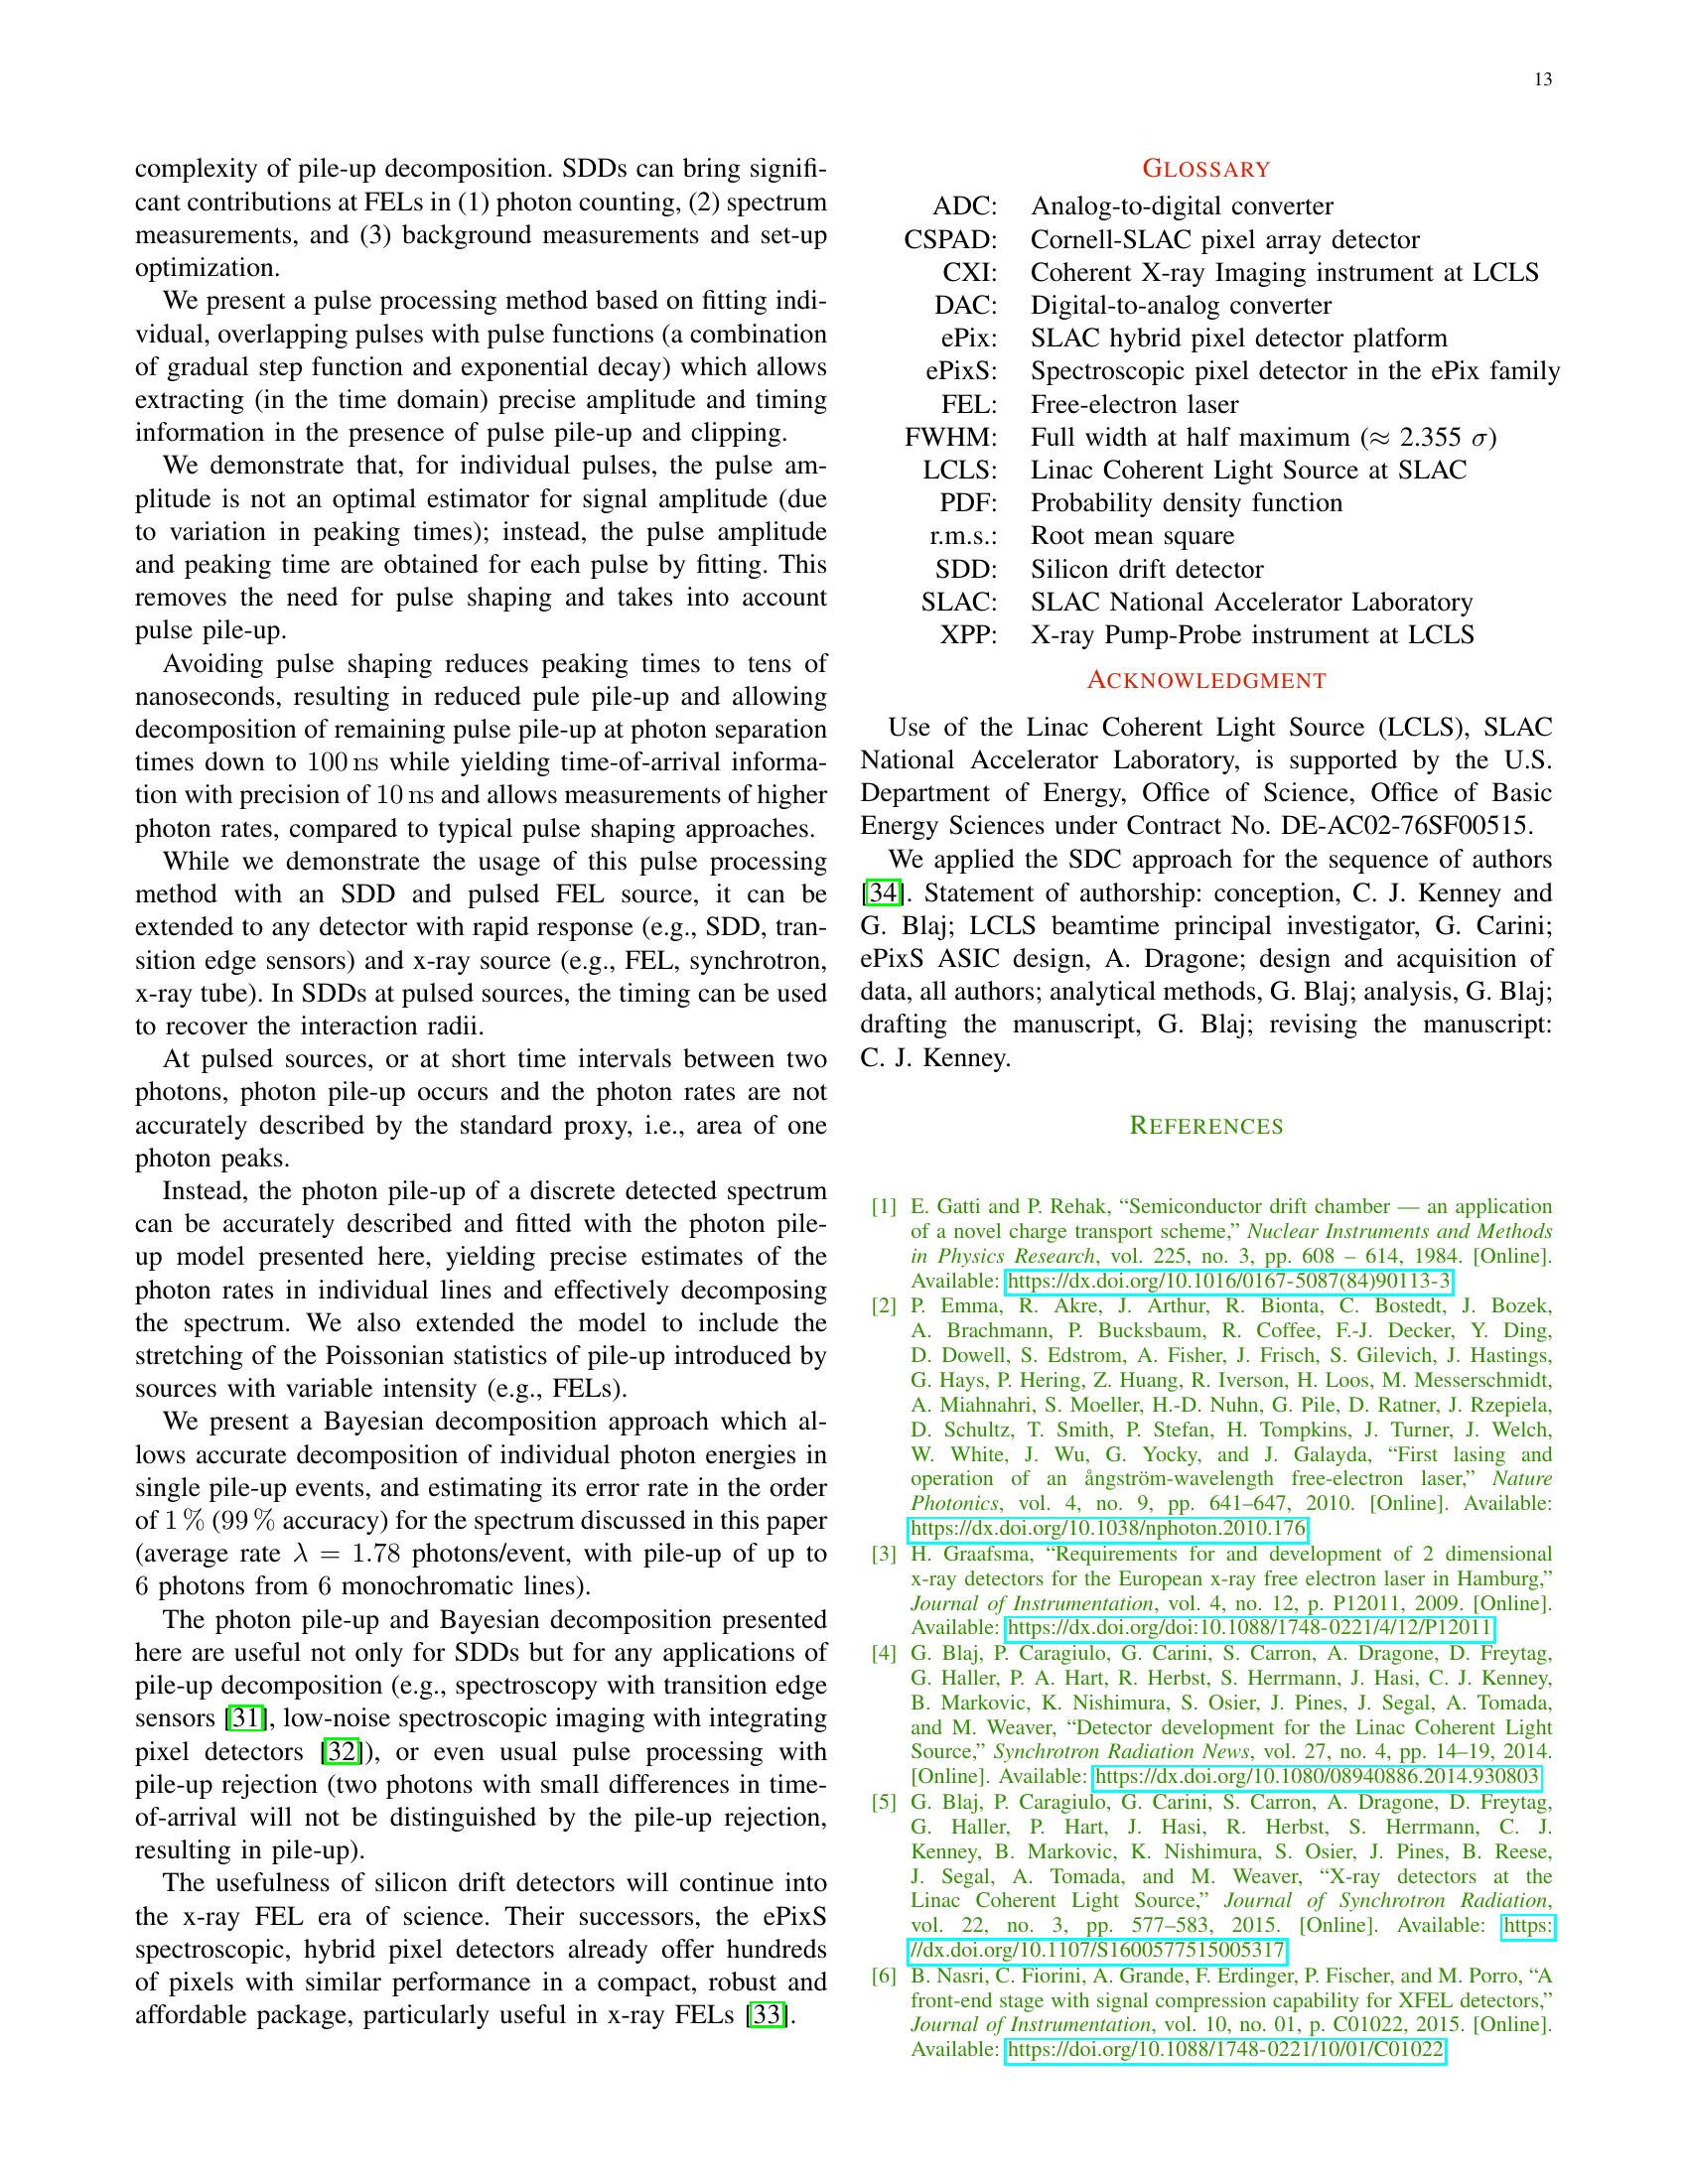 13
complexity of pile-up decomposition. SDDs can bring signifi-
cant contributions at FELs in (1) photon counting, (2) spectrum
measurements, and (3) background measurements and set-up
optimization.
We present a pulse processing method based on fitting indi-
vidual, overlapping pulses with pulse functions (a combination
of gradual step function and exponential decay) which allows
extracting (in the time domain) precise amplitude and timing
information in the presence of pulse pile-up and clipping.
We demonstrate that, for individual pulses, the pulse am-
plitude is not an optimal estimator for signal amplitude (due
to variation in peaking times); instead, the pulse amplitude
and peaking time are obtained for each pulse by fitting. This
removes the need for pulse shaping and takes into account
pulse pile-up.
Avoiding pulse shaping reduces peaking times to tens of
nanoseconds, resulting in reduced pule pile-up and allowing
decomposition of remaining pulse pile-up at photon separation
times down to 100 ns while yielding time-of-arrival informa-
tion with precision of 10 ns and allows measurements of higher
photon rates, compared to typical pulse shaping approaches.
While we demonstrate the usage of this pulse processing
method with an SDD and pulsed FEL source, it can be
extended to any detector with rapid response (e.g., SDD, tran-
sition edge sensors) and x-ray source (e.g., FEL, synchrotron,
x-ray tube). In SDDs at pulsed sources, the timing can be used
to recover the interaction radii.
At pulsed sources, or at short time intervals between two
photons, photon pile-up occurs and the photon rates are not
accurately described by the standard proxy, i.e., area of one
photon peaks.
Instead, the photon pile-up of a discrete detected spectrum
can be accurately described and fitted with the photon pile-
up model presented here, yielding precise estimates of the
photon rates in individual lines and effectively decomposing
the spectrum. We also extended the model to include the
stretching of the Poissonian statistics of pile-up introduced by
sources with variable intensity (e.g., FELs).
We present a Bayesian decomposition approach which al-
lows accurate decomposition of individual photon energies in
single pile-up events, and estimating its error rate in the order
of 1 % (99 % accuracy) for the spectrum discussed in this paper
(average rate λ = 1.78 photons/event, with pile-up of up to
6 photons from 6 monochromatic lines).
The photon pile-up and Bayesian decomposition presented
here are useful not only for SDDs but for any applications of
pile-up decomposition (e.g., spectroscopy with transition edge
sensors [31], low-noise spectroscopic imaging with integrating
pixel detectors [32]), or even usual pulse processing with
pile-up rejection (two photons with small differences in time-
of-arrival will not be distinguished by the pile-up rejection,
resulting in pile-up).
The usefulness of silicon drift detectors will continue into
the x-ray FEL era of science. Their successors, the ePixS
spectroscopic, hybrid pixel detectors already offer hundreds
of pixels with similar performance in a compact, robust and
affordable package, particularly useful in x-ray FELs [33].
GLOSSARY
ADC: Analog-to-digital converter
CSPAD: Cornell-SLAC pixel array detector
CXI: Coherent X-ray Imaging instrument at LCLS
DAC: Digital-to-analog converter
ePix: SLAC hybrid pixel detector platform
ePixS: Spectroscopic pixel detector in the ePix family
FEL: Free-electron laser
FWHM: Full width at half maximum (≈ 2.355 σ)
LCLS: Linac Coherent Light Source at SLAC
PDF: Probability density function
r.m.s.: Root mean square
SDD: Silicon drift detector
SLAC: SLAC National Accelerator Laboratory
XPP: X-ray Pump-Probe instrument at LCLS
ACKNOWLEDGMENT
Use of the Linac Coherent Light Source (LCLS), SLAC
National Accelerator Laboratory, is supported by the U.S.
Department of Energy, Office of Science, Office of Basic
Energy Sciences under Contract No. DE-AC02-76SF00515.
We applied the SDC approach for the sequence of authors
[34]. Statement of authorship: conception, C. J. Kenney and
G. Blaj; LCLS beamtime principal investigator, G. Carini;
ePixS ASIC design, A. Dragone; design and acquisition of
data, all authors; analytical methods, G. Blaj; analysis, G. Blaj;
drafting the manuscript, G. Blaj; revising the manuscript:
C. J. Kenney.
REFERENCES
[1] E. Gatti and P. Rehak, “Semiconductor drift chamber — an application
of a novel charge transport scheme,” Nuclear Instruments and Methods
in Physics Research, vol. 225, no. 3, pp. 608 – 614, 1984. [Online].
Available: https://dx.doi.org/10.1016/0167-5087(84)90113-3
[2] P. Emma, R. Akre, J. Arthur, R. Bionta, C. Bostedt, J. Bozek,
A. Brachmann, P. Bucksbaum, R. Coffee, F.-J. Decker, Y. Ding,
D. Dowell, S. Edstrom, A. Fisher, J. Frisch, S. Gilevich, J. Hastings,
G. Hays, P. Hering, Z. Huang, R. Iverson, H. Loos, M. Messerschmidt,
A. Miahnahri, S. Moeller, H.-D. Nuhn, G. Pile, D. Ratner, J. Rzepiela,
D. Schultz, T. Smith, P. Stefan, H. Tompkins, J. Turner, J. Welch,
W. White, J. Wu, G. Yocky, and J. Galayda, “First lasing and
operation of an ångström-wavelength free-electron laser,” Nature
Photonics, vol. 4, no. 9, pp. 641–647, 2010. [Online]. Available:
https://dx.doi.org/10.1038/nphoton.2010.176
[3] H. Graafsma, “Requirements for and development of 2 dimensional
x-ray detectors for the European x-ray free electron laser in Hamburg,”
Journal of Instrumentation, vol. 4, no. 12, p. P12011, 2009. [Online].
Available: https://dx.doi.org/doi:10.1088/1748-0221/4/12/P12011
[4] G. Blaj, P. Caragiulo, G. Carini, S. Carron, A. Dragone, D. Freytag,
G. Haller, P. A. Hart, R. Herbst, S. Herrmann, J. Hasi, C. J. Kenney,
B. Markovic, K. Nishimura, S. Osier, J. Pines, J. Segal, A. Tomada,
and M. Weaver, “Detector development for the Linac Coherent Light
Source,” Synchrotron Radiation News, vol. 27, no. 4, pp. 14–19, 2014.
[Online]. Available: https://dx.doi.org/10.1080/08940886.2014.930803
[5] G. Blaj, P. Caragiulo, G. Carini, S. Carron, A. Dragone, D. Freytag,
G. Haller, P. Hart, J. Hasi, R. Herbst, S. Herrmann, C. J.
Kenney, B. Markovic, K. Nishimura, S. Osier, J. Pines, B. Reese,
J. Segal, A. Tomada, and M. Weaver, “X-ray detectors at the
Linac Coherent Light Source,” Journal of Synchrotron Radiation,
vol. 22, no. 3, pp. 577–583, 2015. [Online]. Available: https:
//dx.doi.org/10.1107/S1600577515005317
[6] B. Nasri, C. Fiorini, A. Grande, F. Erdinger, P. Fischer, and M. Porro, “A
front-end stage with signal compression capability for XFEL detectors,”
Journal of Instrumentation, vol. 10, no. 01, p. C01022, 2015. [Online].
Available: https://doi.org/10.1088/1748-0221/10/01/C01022